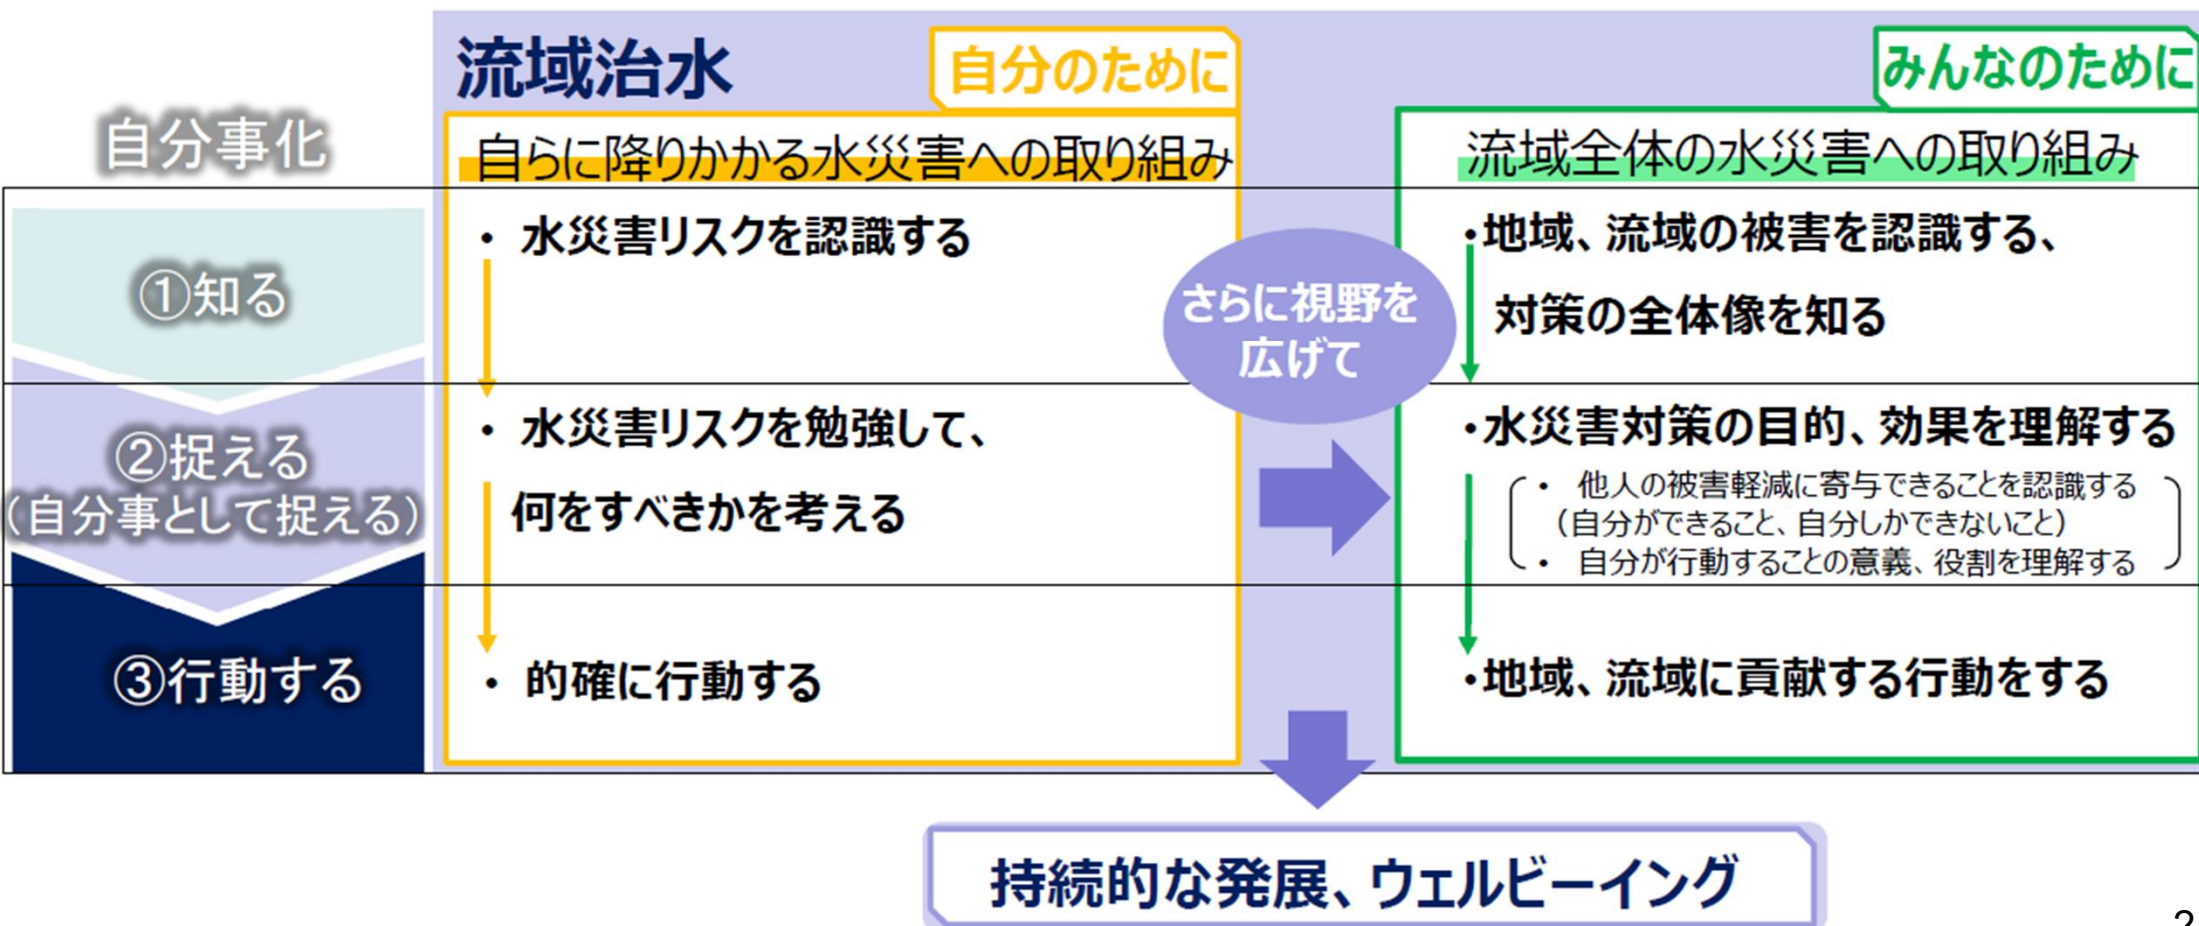 流域治水
自分のために
みんなのために
自分事化
自らに降りかかる水災害への取り組み
流域全体の水災害への取り組み
①知る
・ 水災害リスクを認識する
さらに視野を
広げて
・地域、流域の被害を認識する、
対策の全体像を知る
②捉える
（自分事として捉える）
・ 水災害リスクを勉強して、
何をすべきかを考える
・水災害対策の目的、効果を理解する
・ 他人の被害軽減に寄与できることを認識する
（自分ができること、自分しかできないこと）
・ 自分が行動することの意義、役割を理解する
③行動する
・ 的確に行動する
・地域、流域に貢献する行動をする
持続的な発展、ウェルビーイング